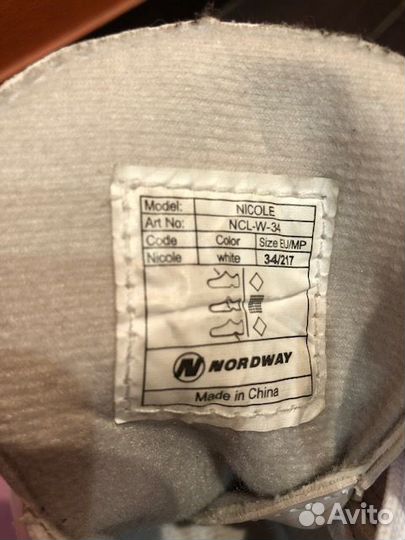 Model: NICOLE
Art No: NCL-W-34
Code Color Size EU/MP
Nicole white 34/217
NORDWAY
Made in China
Avito